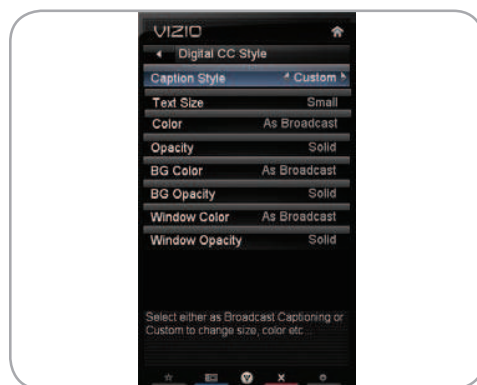 VIZIO
Digital CC Style
Caption Style Custom
Text Size Small
Color As Broadcast
Opacity Solid
BG Color As Broadcast
BG Opacity Solid
Window Color As Broadcast
Window Opacity Solid
Select either as Broadcast Captioning or
Custom to change size, color etc...
V
X